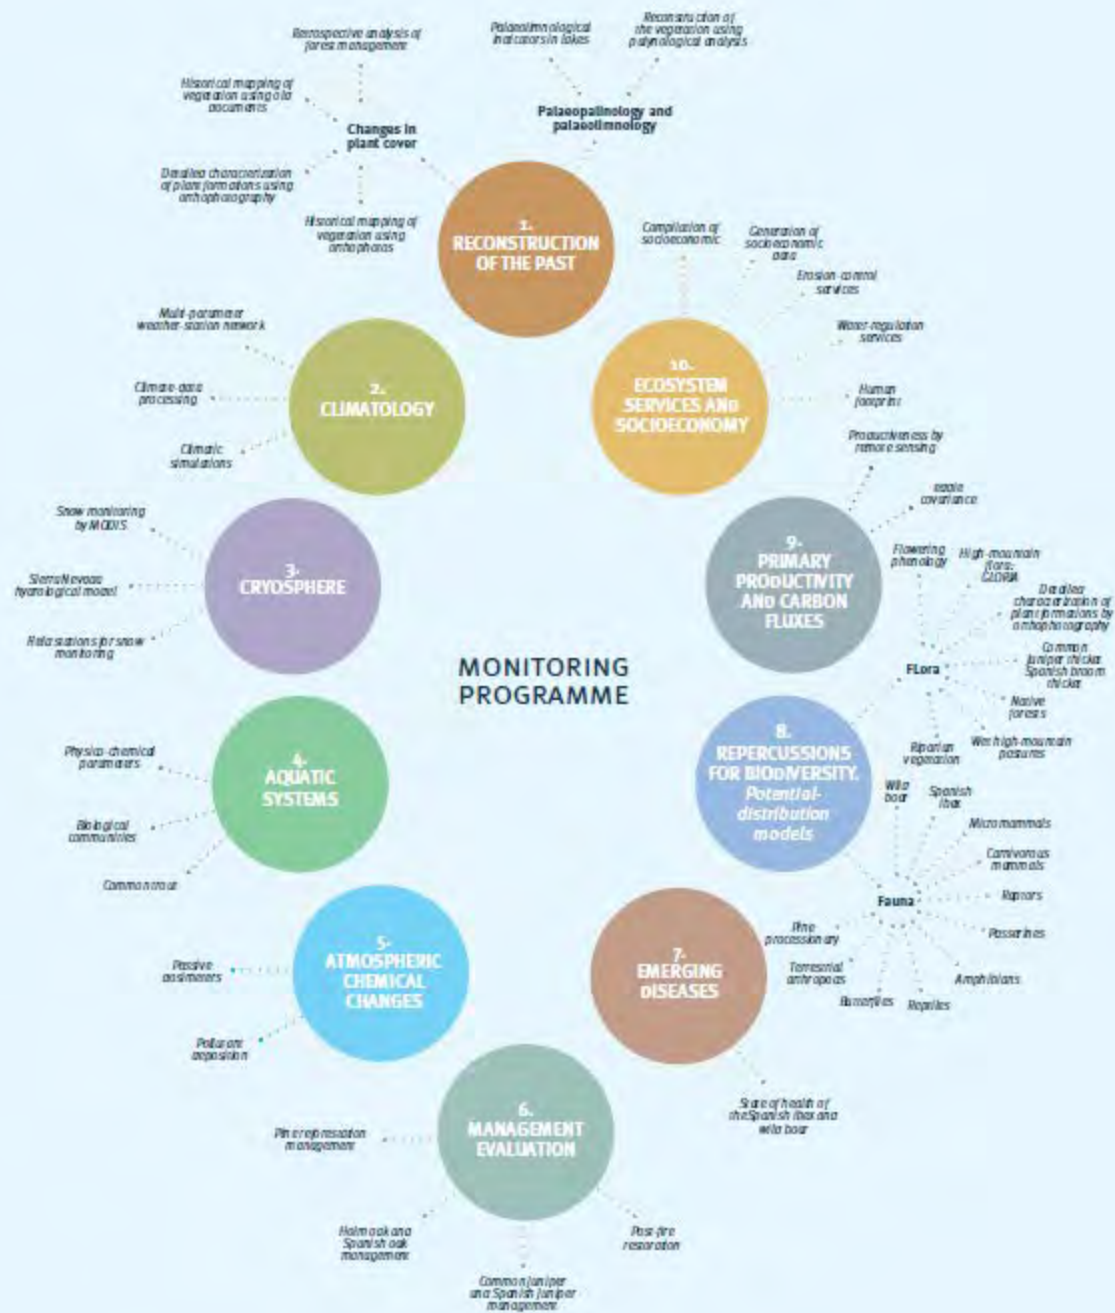 Retrospective analysis of
forest management
Historical mapping of
vegetation using old
documents
Changes in
plant cover
Detailed characterization
of plant formations using
orthophotography
Historical mapping of
vegetation using
orthophotos
Palaeolimnological
indicators in lakes
Reconstruction of
the vegetation using
palynological analysis
Palaeopalinology and
palaeolimnology
1.
RECONSTRUCTION
OF THE PAST
Multi-parameter
weather-station network
Climate-data
processing
Climatic
simulations
2.
CLIMATOLOGY
Snow monitoring
by MODIS
Sierra Nevada
hydrological model
Field stations for snow
monitoring
3.
CRYOSPHERE
Physico-chemical
parameters
Biological
communities
Common trout
4.
AQUATIC
SYSTEMS
Passive
dosimeters
Pollutant
deposition
5.
ATMOSPHERIC
CHEMICAL
CHANGES
6.
MANAGEMENT
EVALUATION
Pine reforestation
management
Holm oak and
Spanish oak
management
Common juniper
and Spanish juniper
management
Post-fire
restoration
7.
EMERGING
DISEASES
State of health of
the Spanish ibex and
wild boar
8.
REPERCUSSIONS
FOR BIODIVERSITY.
Potential-
distribution
models
FLora
Flowering
phenology
High-mountain
flora:
GLORIA
Detailed
characterization of
plant formations by
orthophotography
Common
juniper thicket
Spanish broom
thicket
Native
forests
Wet high-mountain
pastures
Riparian
vegetation
Fauna
Wild
boar
Spanish
ibex
Micromammals
Carnivorous
mammals
Raptors
Passerines
Amphibians
Reptiles
Butterflies
Terrestrial
arthropods
Pine
processionary
9.
PRIMARY
PRODUCTIVITY
AND CARBON
FLUXES
Productiveness by
remote sensing
covariance
10.
ECOSYSTEM
SERVICES AND
SOCIOECONOMY
Compilation of
socioeconomic
Generation of
socioeconomic
data
Erosion-control
services
Water-regulation
services
Human
footprint
MONITORING
PROGRAMME